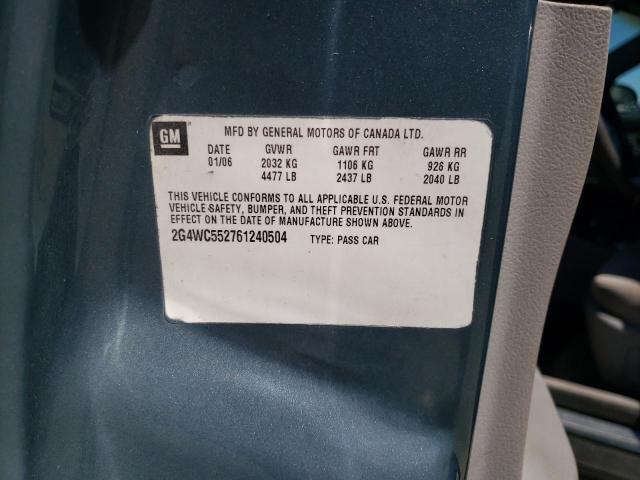 GM
MFD BY GENERAL MOTORS OF CANADA LTD.
DATE GVWR GAWR FRT GAWR RR
01/06 2032 KG 1106 KG 926 KG
4477 LB 2437 LB 2040 LB
THIS VEHICLE CONFORMS TO ALL APPLICABLE U.S. FEDERAL MOTOR
VEHICLE SAFETY, BUMPER, AND THEFT PREVENTION STANDARDS IN
EFFECT ON THE DATE OF MANUFACTURE SHOWN ABOVE.
2G4WC552761240504 TYPE: PASS CAR